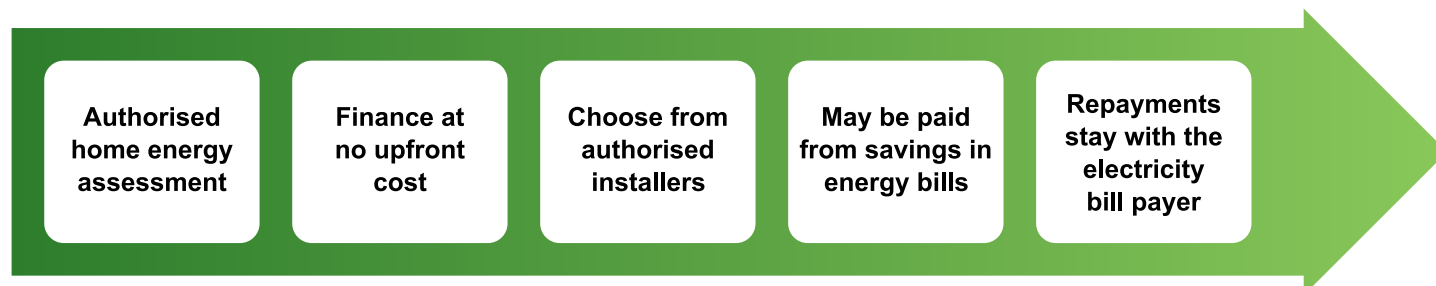 Authorised
home energy
assessment
Finance at
no upfront
cost
Choose from
authorised
installers
May be paid
from savings in
energy bills
Repayments
stay with the
electricity
bill payer